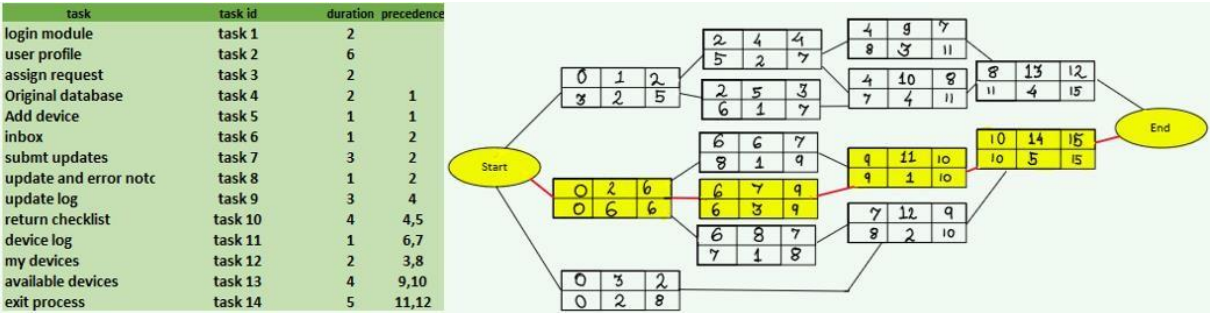 task task id duration precedence
login module task 1 2
user profile task 2 6
assign request task 3 2
Original database task 4 2 1
Add device task 5 1 1
inbox task 6 1 2
submt updates task 7 3 2
update and error notc task 8 1 2
update log task 9 3 4
return checklist task 10 4 4,5
device log task 11 1 6,7
my devices task 12 2 3,8
available devices task 13 4 9,10
exit process task 14 5 11,12
Start
0 1 2
3 2 5
2 4 4
5 2 7
2 5 3
6 1 7
4 9 7
8 3 11
4 10 8
7 4 11
8 13 12
11 4 15
0 2 6
0 6 6
6 6 7
8 1 9
6 7 9
6 3 9
6 8 7
7 1 8
9 11 10
9 1 10
7 12 9
8 2 10
10 14 15
10 5 15
0 3 2
0 2 8
End